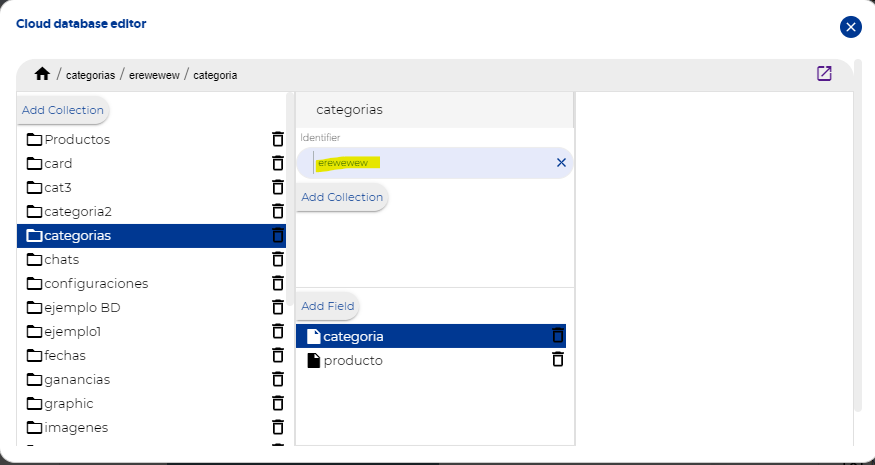 Cloud database editor
/ categorias / erewewew / categoria
Add Collection
Productos
card
cat3
categoria2
categorias
chats
configuraciones
ejemplo BD
ejemplo1
fechas
ganancias
graphic
imagenes
categorias
Identifier
erewewew
Add Collection
Add Field
categoria
producto